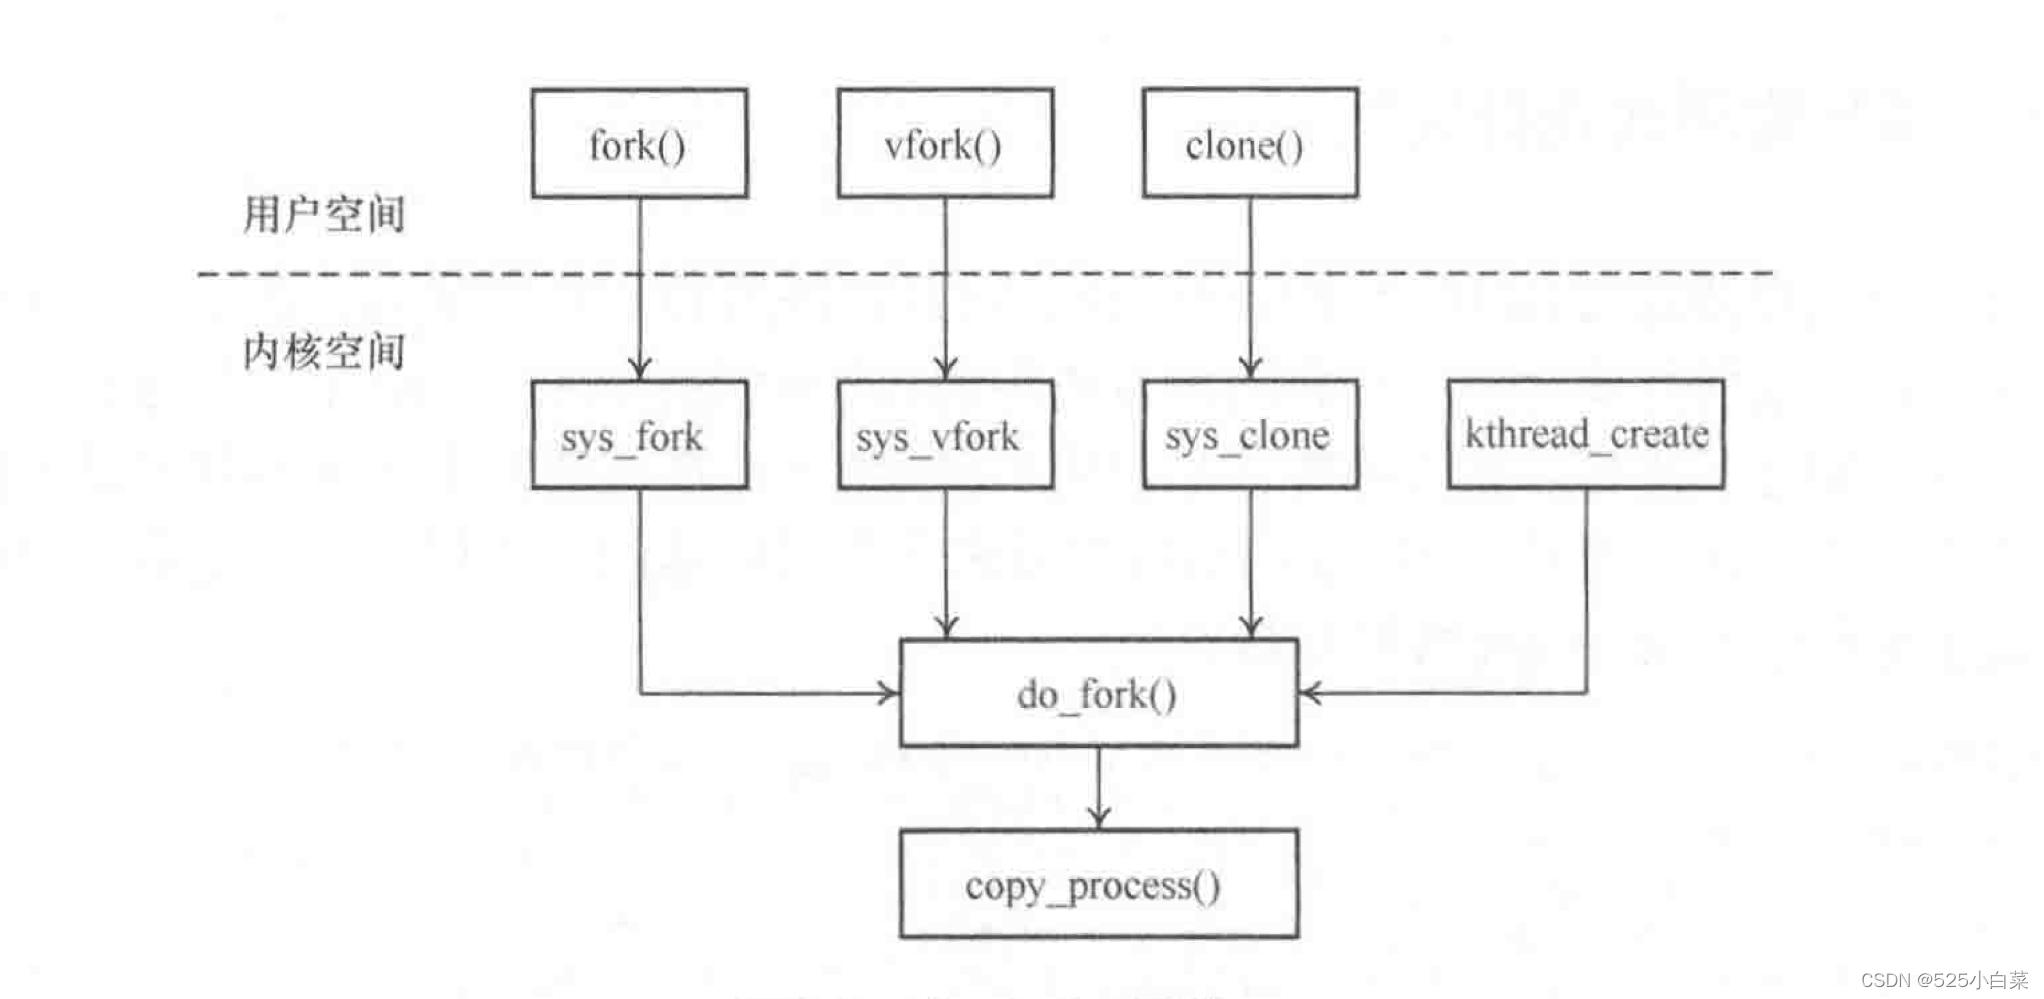 fork()
vfork()
clone()
用户空间
内核空间
sys_fork
sys_vfork
sys_clone
kthread_create
do_fork()
copy_process()
CSDN @525小白菜